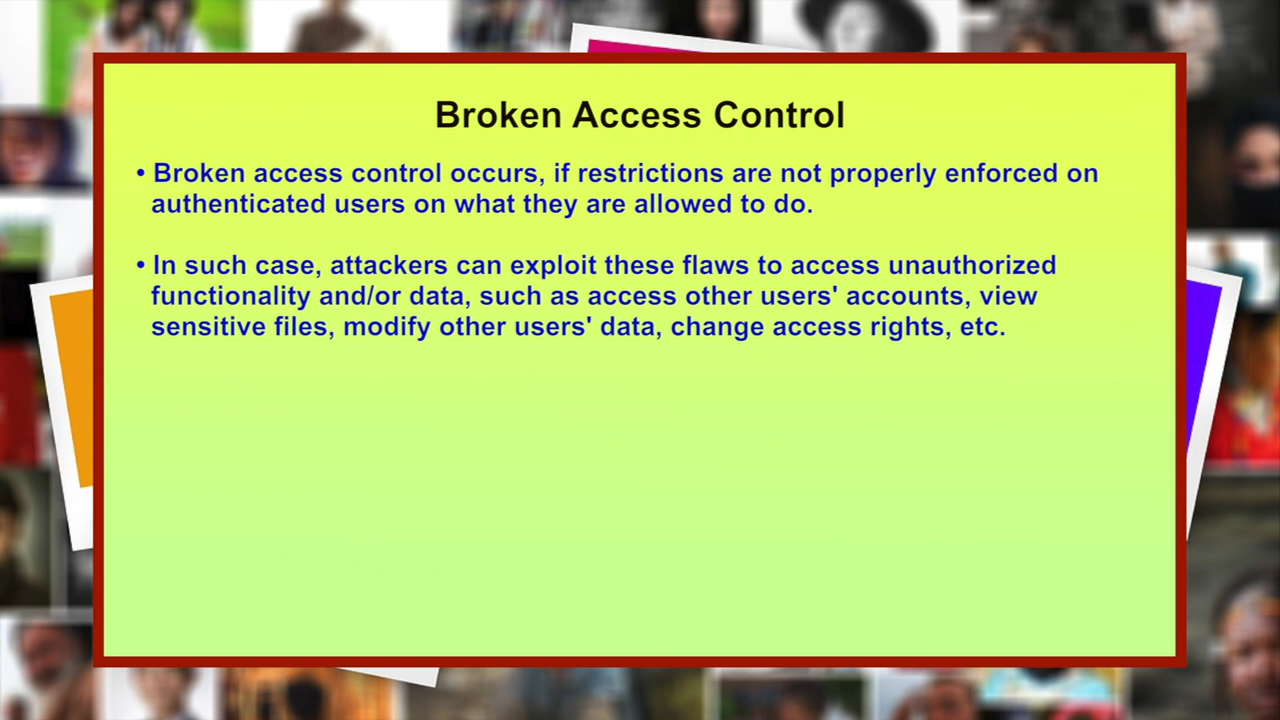 Broken Access Control
• Broken access control occurs, if restrictions are not properly enforced on
authenticated users on what they are allowed to do.
• In such case, attackers can exploit these flaws to access unauthorized
functionality and/or data, such as access other users' accounts, view
sensitive files, modify other users' data, change access rights, etc.